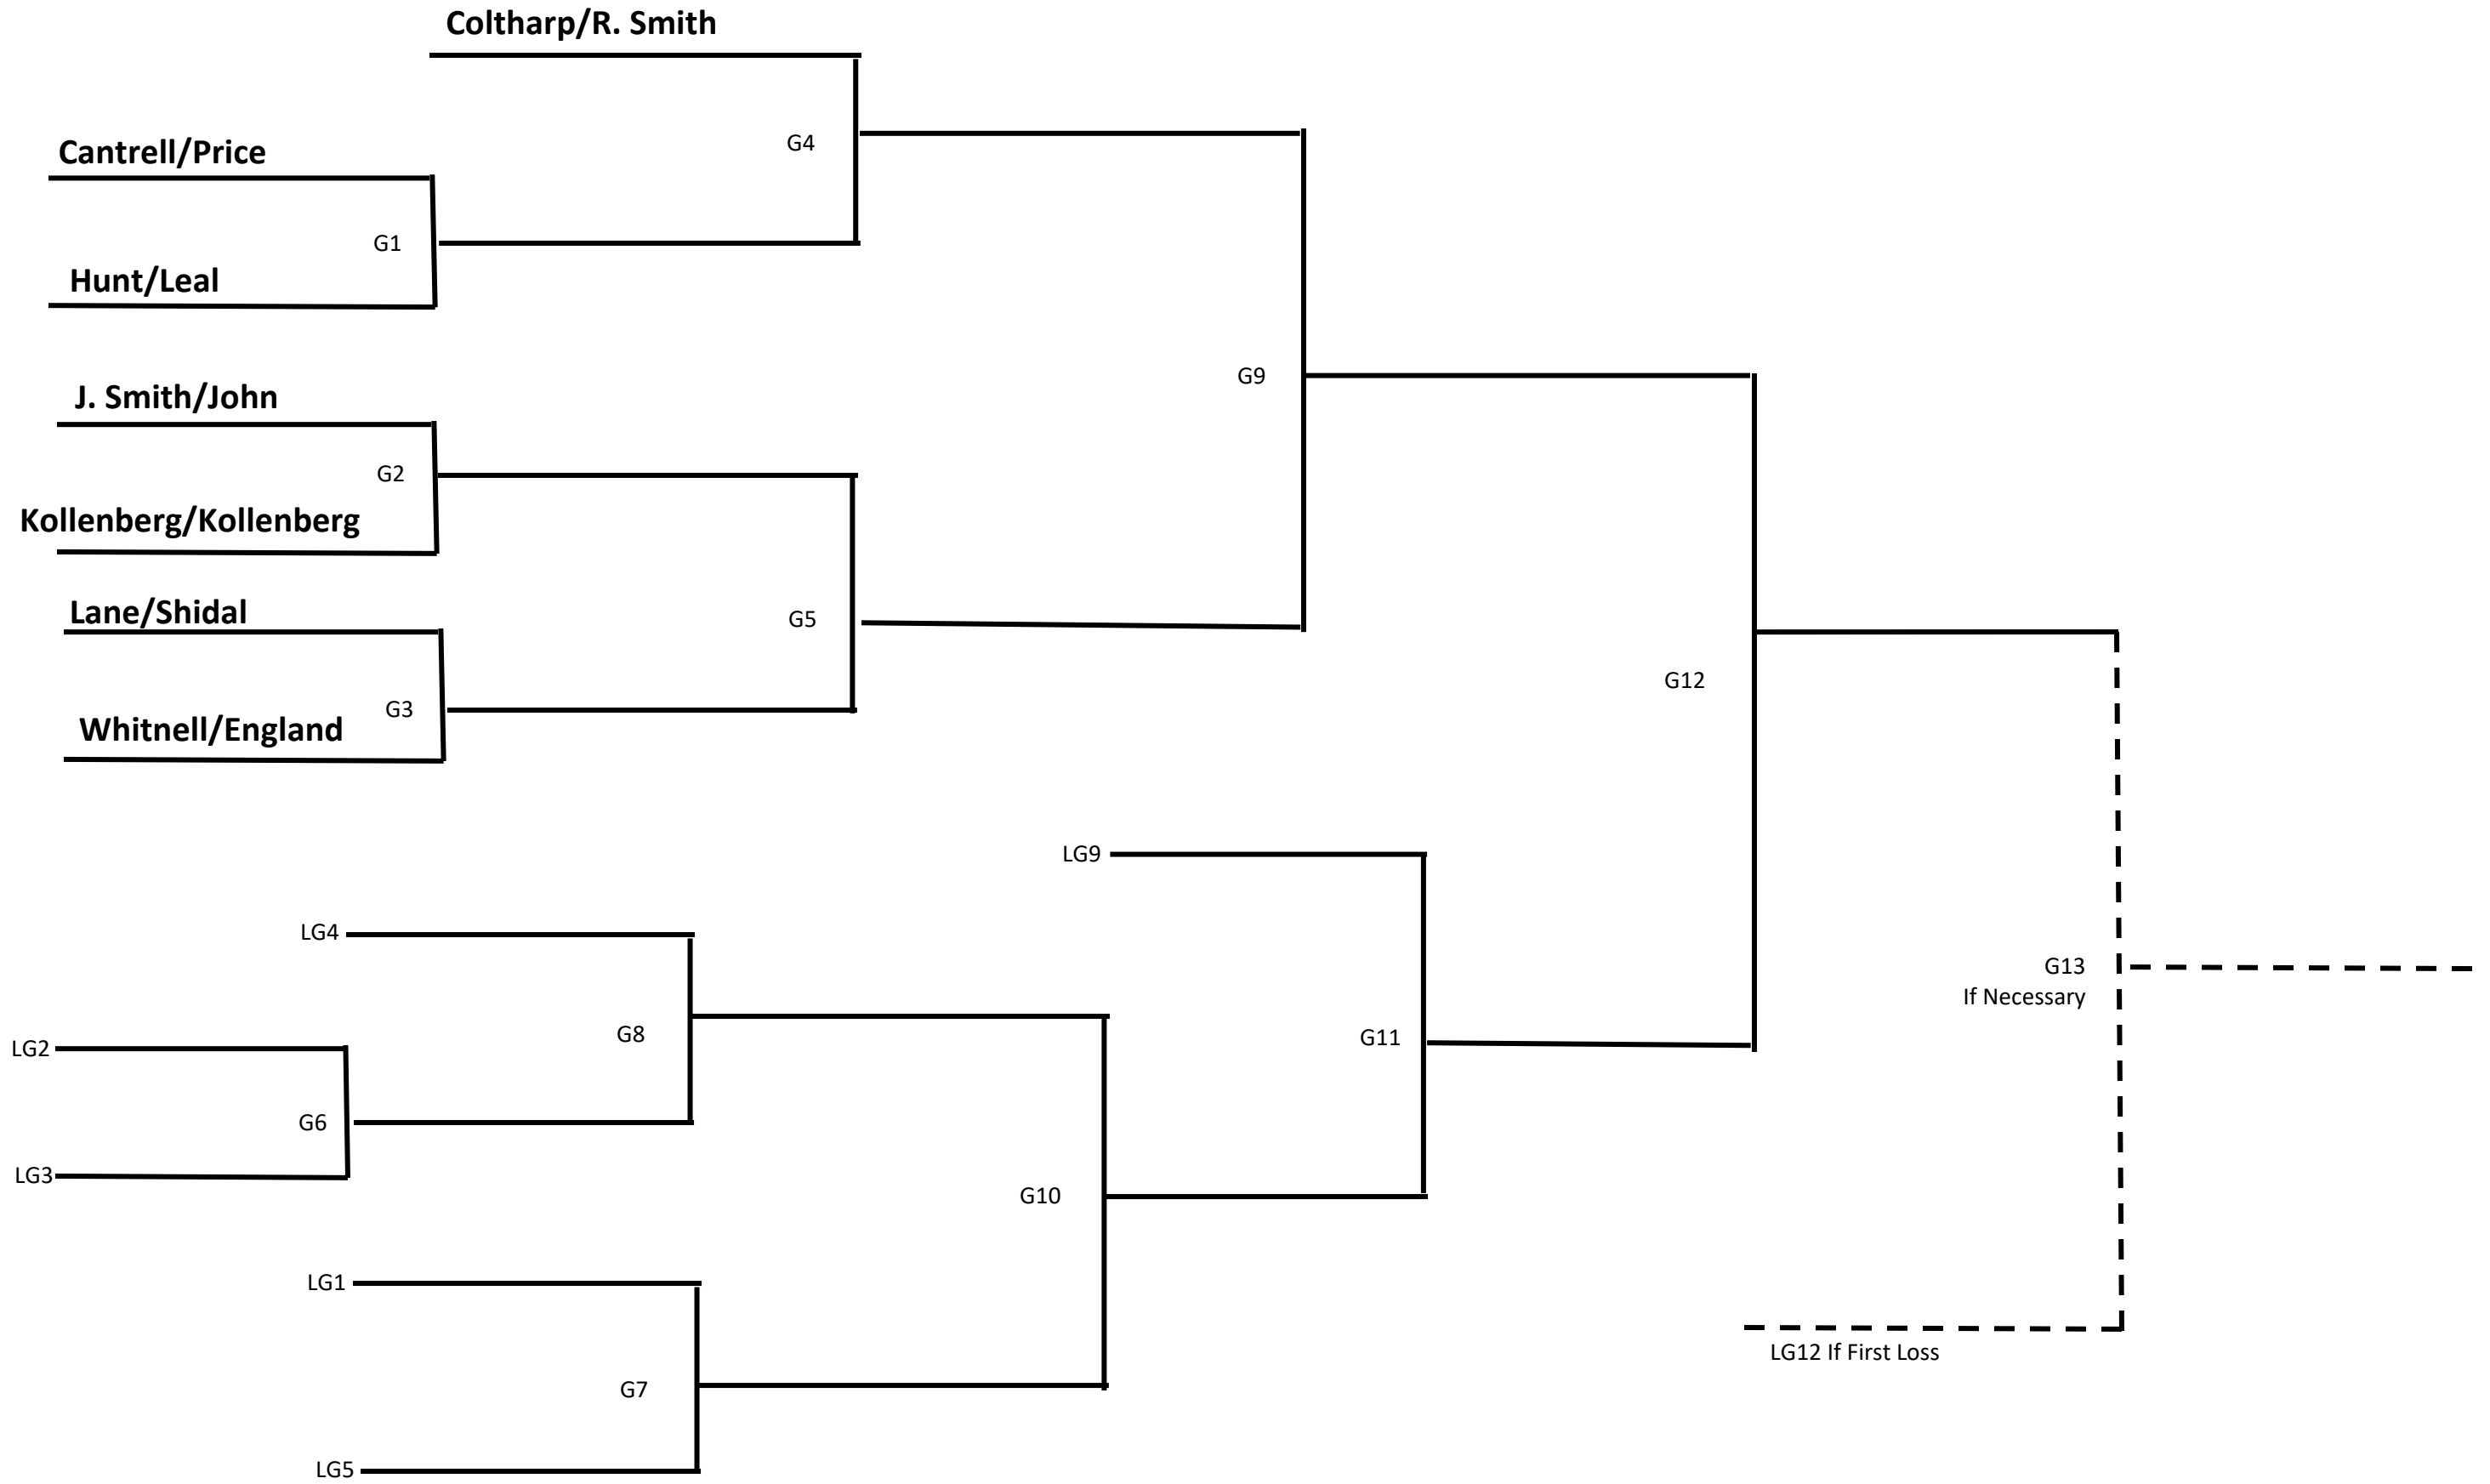 Coltharp/R. Smith
G4
Cantrell/Price
G1
Hunt/Leal
G9
J. Smith/John
G2
Kollenberg/Kollenberg
Lane/Shidal
G5
G12
G3
Whitnell/England
LG9
LG4
G13
If Necessary
G8
G11
LG2
G6
LG3
G10
LG1
LG12 If First Loss
G7
LG5